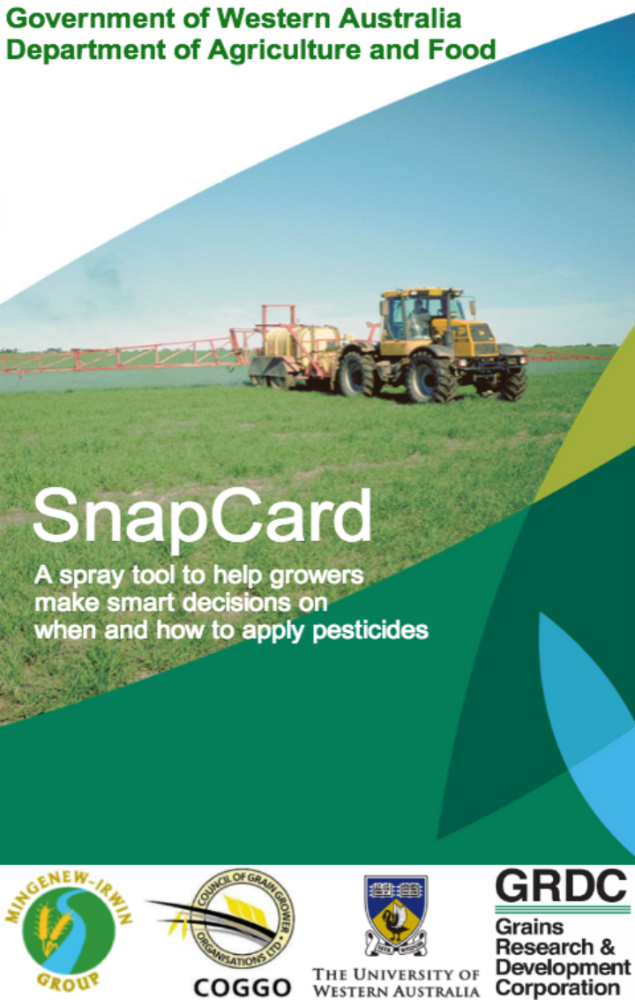 Government of Western Australia
Department of Agriculture and Food
SnapCard
A spray tool to help growers
make smart decisions on
when and how to apply pesticides
MINGENEW-IRWIN
GROUP
COUNCIL OF GRAIN GROWER
ORGANISATIONS LTD
COGGO
SEEK WISDOM
THE UNIVERSITY OF
WESTERN AUSTRALIA
GRDC
Grains
Research &
Development
Corporation